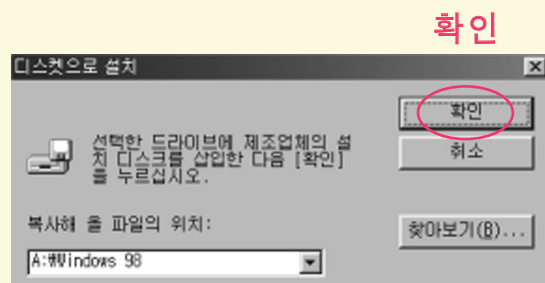 확인
디스켓으로 설치
선택한 드라이브에 제조업체의 설
치 디스크를 삽입한 다음 [확인]
을 누르십시오.
확인
취소
복사해 올 파일의 위치:
찾아보기(B)...
A:₩Windows 98